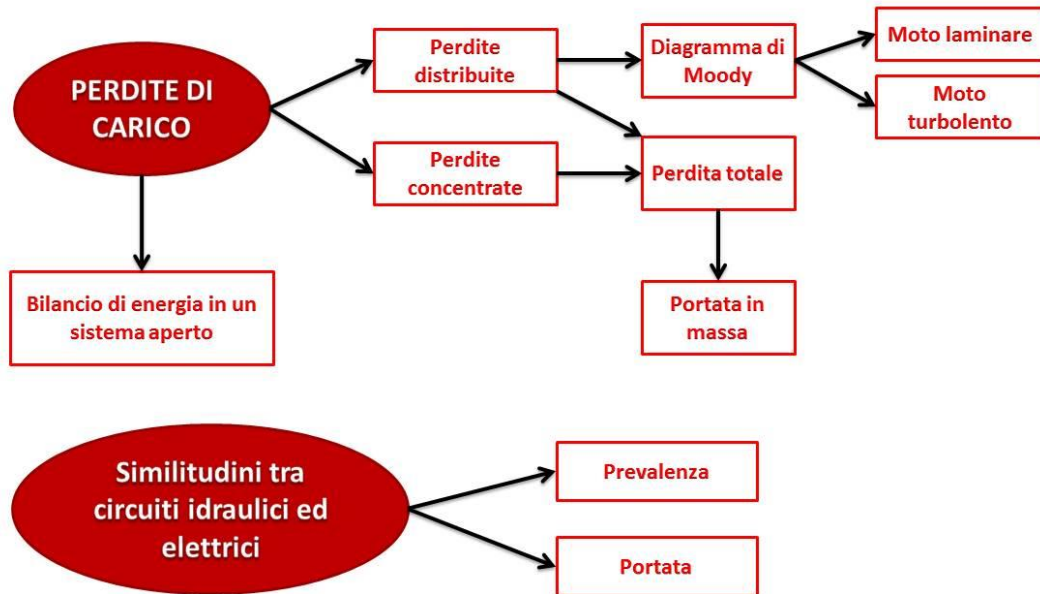 PERDITE DI
CARICO
Perdite
distribuite
Diagramma di
Moody
Moto laminare
Moto
turbolento
Perdite
concentrate
Perdita totale
Bilancio di energia in un
sistema aperto
Portata in
massa
Similitudini tra
circuiti idraulici ed
elettrici
Prevalenza
Portata